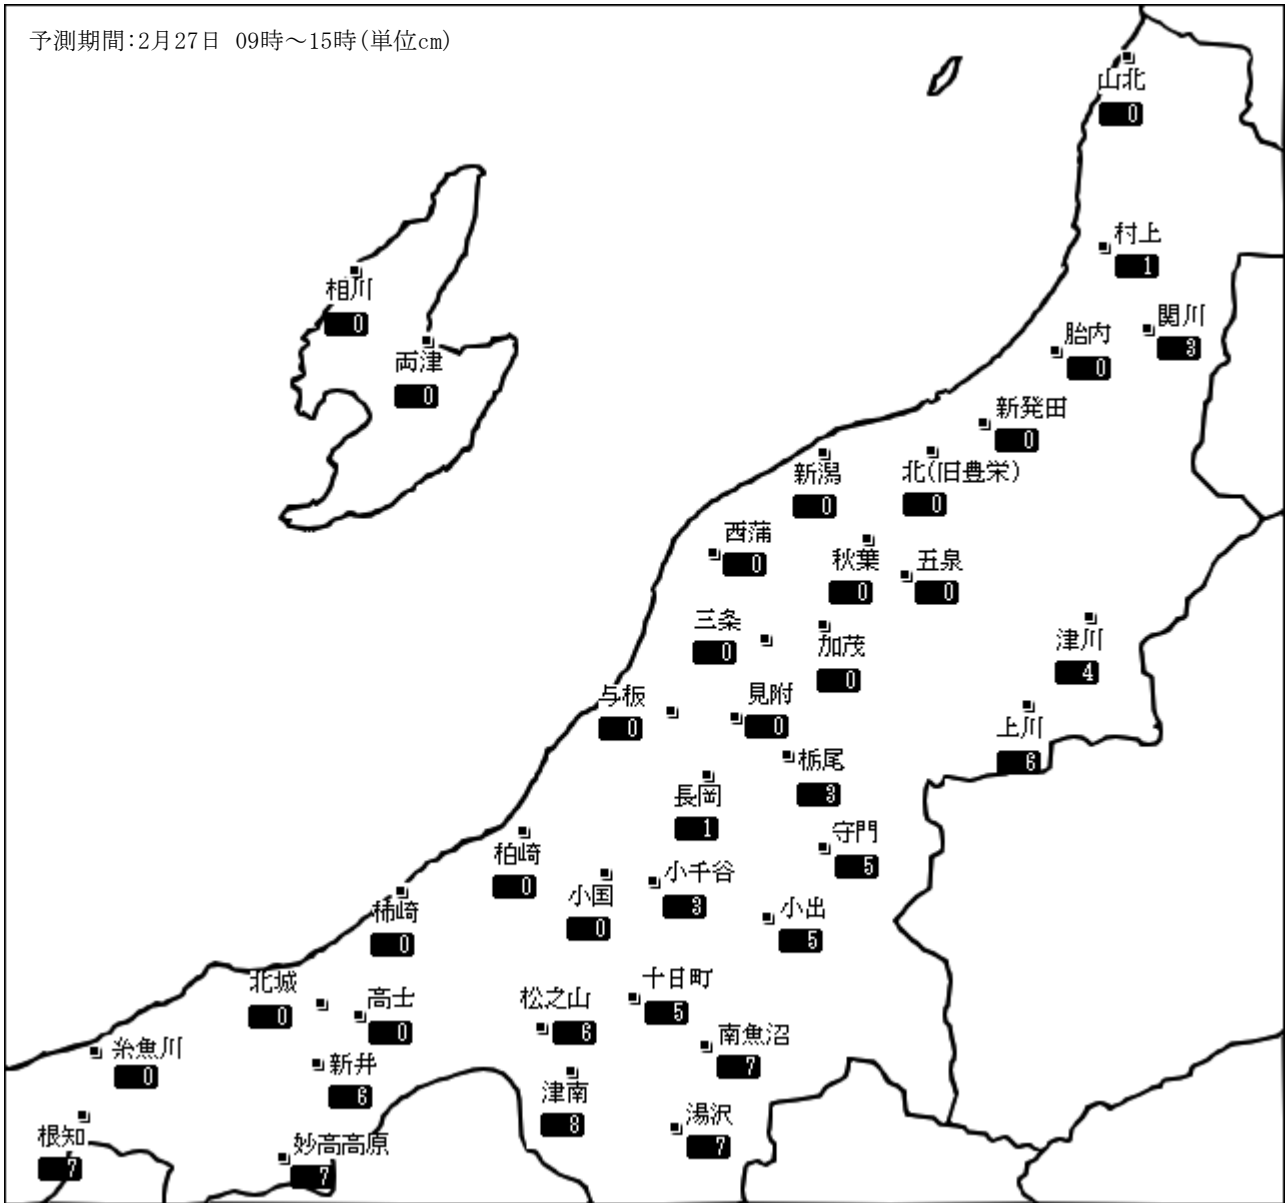 予測期間:2月27日 09時～15時(単位cm)
山北
0
村上
1
関川
3
胎内
0
相川
0
両津
0
新発田
0
新潟
0
北(旧豊栄)
0
西蒲
0
秋葉
0
五泉
0
三条
0
加茂
0
津川
4
与板
0
見附
0
上川
6
栃尾
3
長岡
1
守門
5
柏崎
0
小国
0
小千谷
3
小出
5
柿崎
0
北城
0
高士
0
松之山
6
十日町
5
南魚沼
7
糸魚川
0
新井
6
津南
8
湯沢
7
根知
7
妙高高原
7